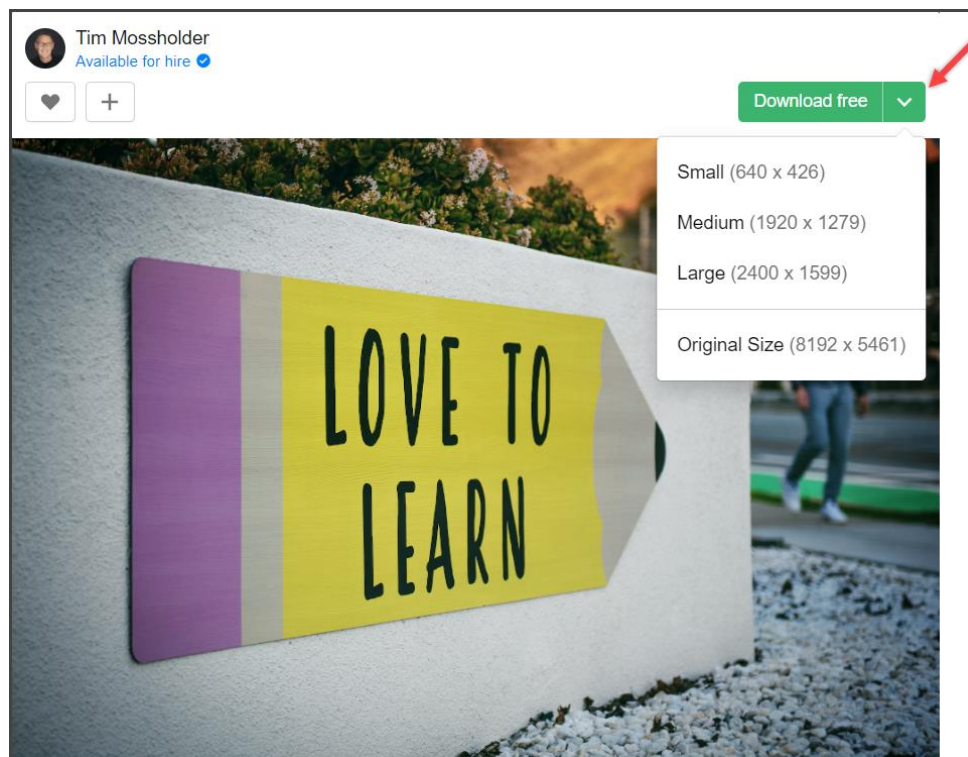 Tim Mossholder
Available for hire
Download free
Small (640 x 426)
Medium (1920 x 1279)
Large (2400 x 1599)
Original Size (8192 x 5461)
LOVE TO
LEARN